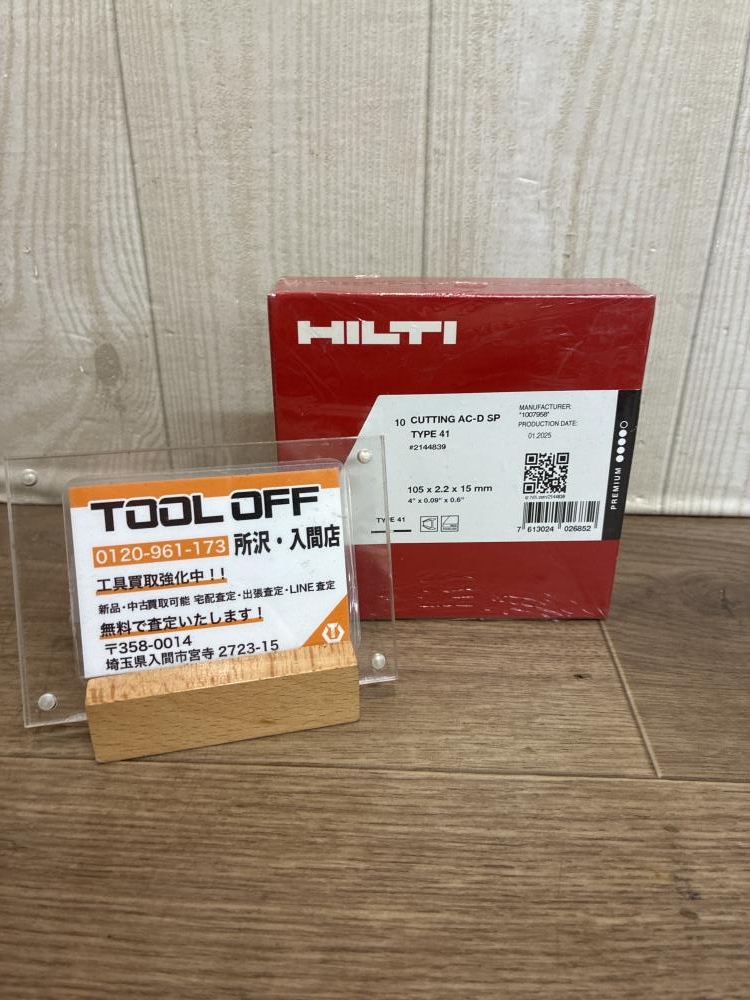 HILTI
10 CUTTING AC-D SP
TYPE 41
#2144839
105 x 2.2 x 15 mm
4" x 0.09" x 0.6"
TYPE 41
MANUFACTURER:
"1007958"
PRODUCTION DATE:
01.2025
7 613024 026852
PREMIUM
TOOL OFF
0120-961-173 所沢・入間店
工具買取強化中！！
新品・中古買取可能 宅配査定・出張査定・LINE査定
無料で査定いたします！
〒358-0014
埼玉県入間市宮寺 2723-15